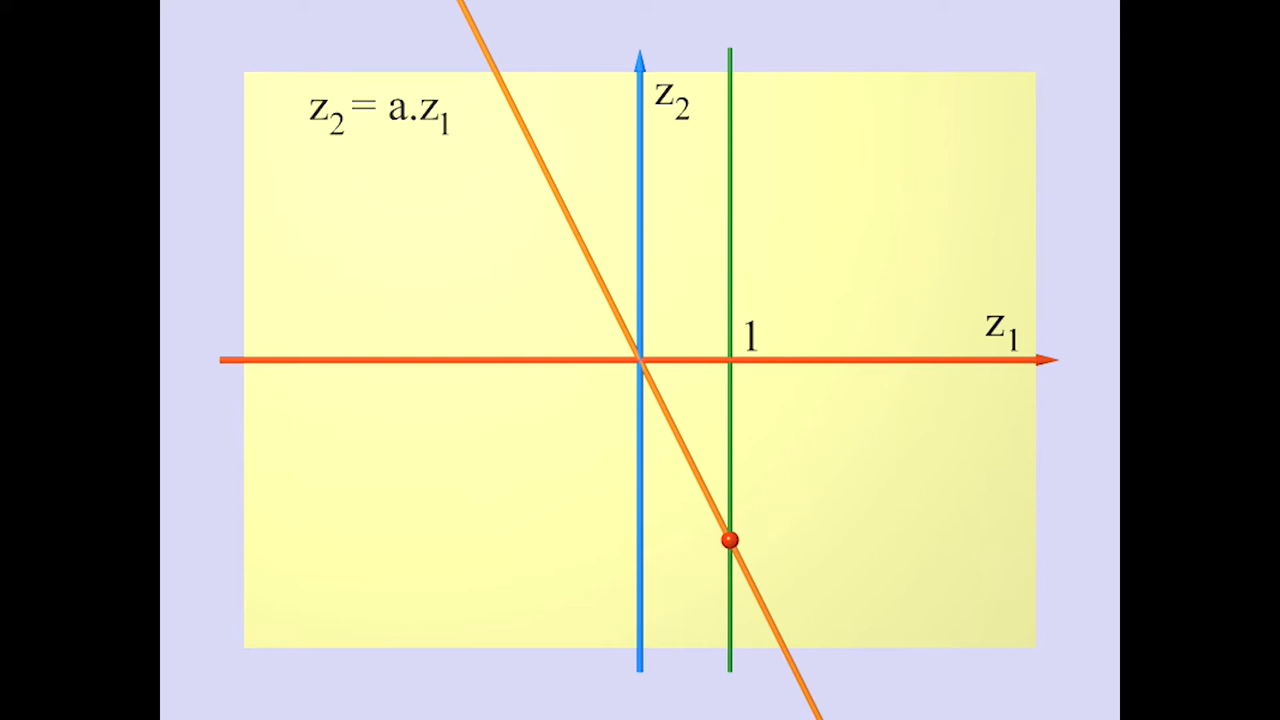 z₂ = a.z₁
z₂
1
z₁